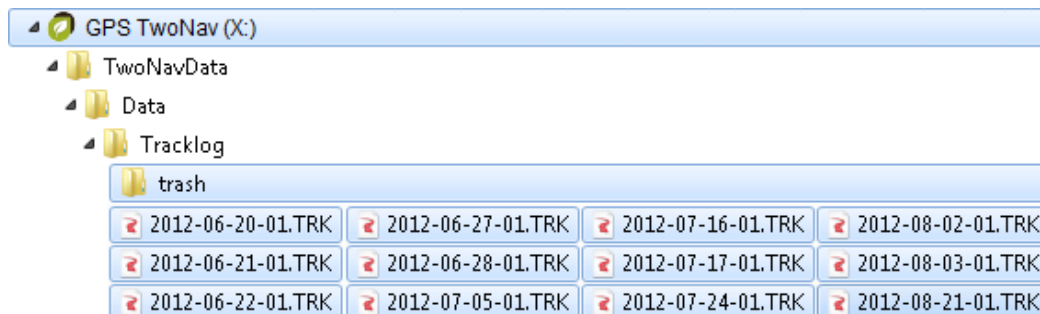 GPS TwoNav (X:)
TwoNavData
Data
Tracklog
trash
2012-06-20-01.TRK 2012-06-27-01.TRK 2012-07-16-01.TRK 2012-08-02-01.TRK
2012-06-21-01.TRK 2012-06-28-01.TRK 2012-07-17-01.TRK 2012-08-03-01.TRK
2012-06-22-01.TRK 2012-07-05-01.TRK 2012-07-24-01.TRK 2012-08-21-01.TRK